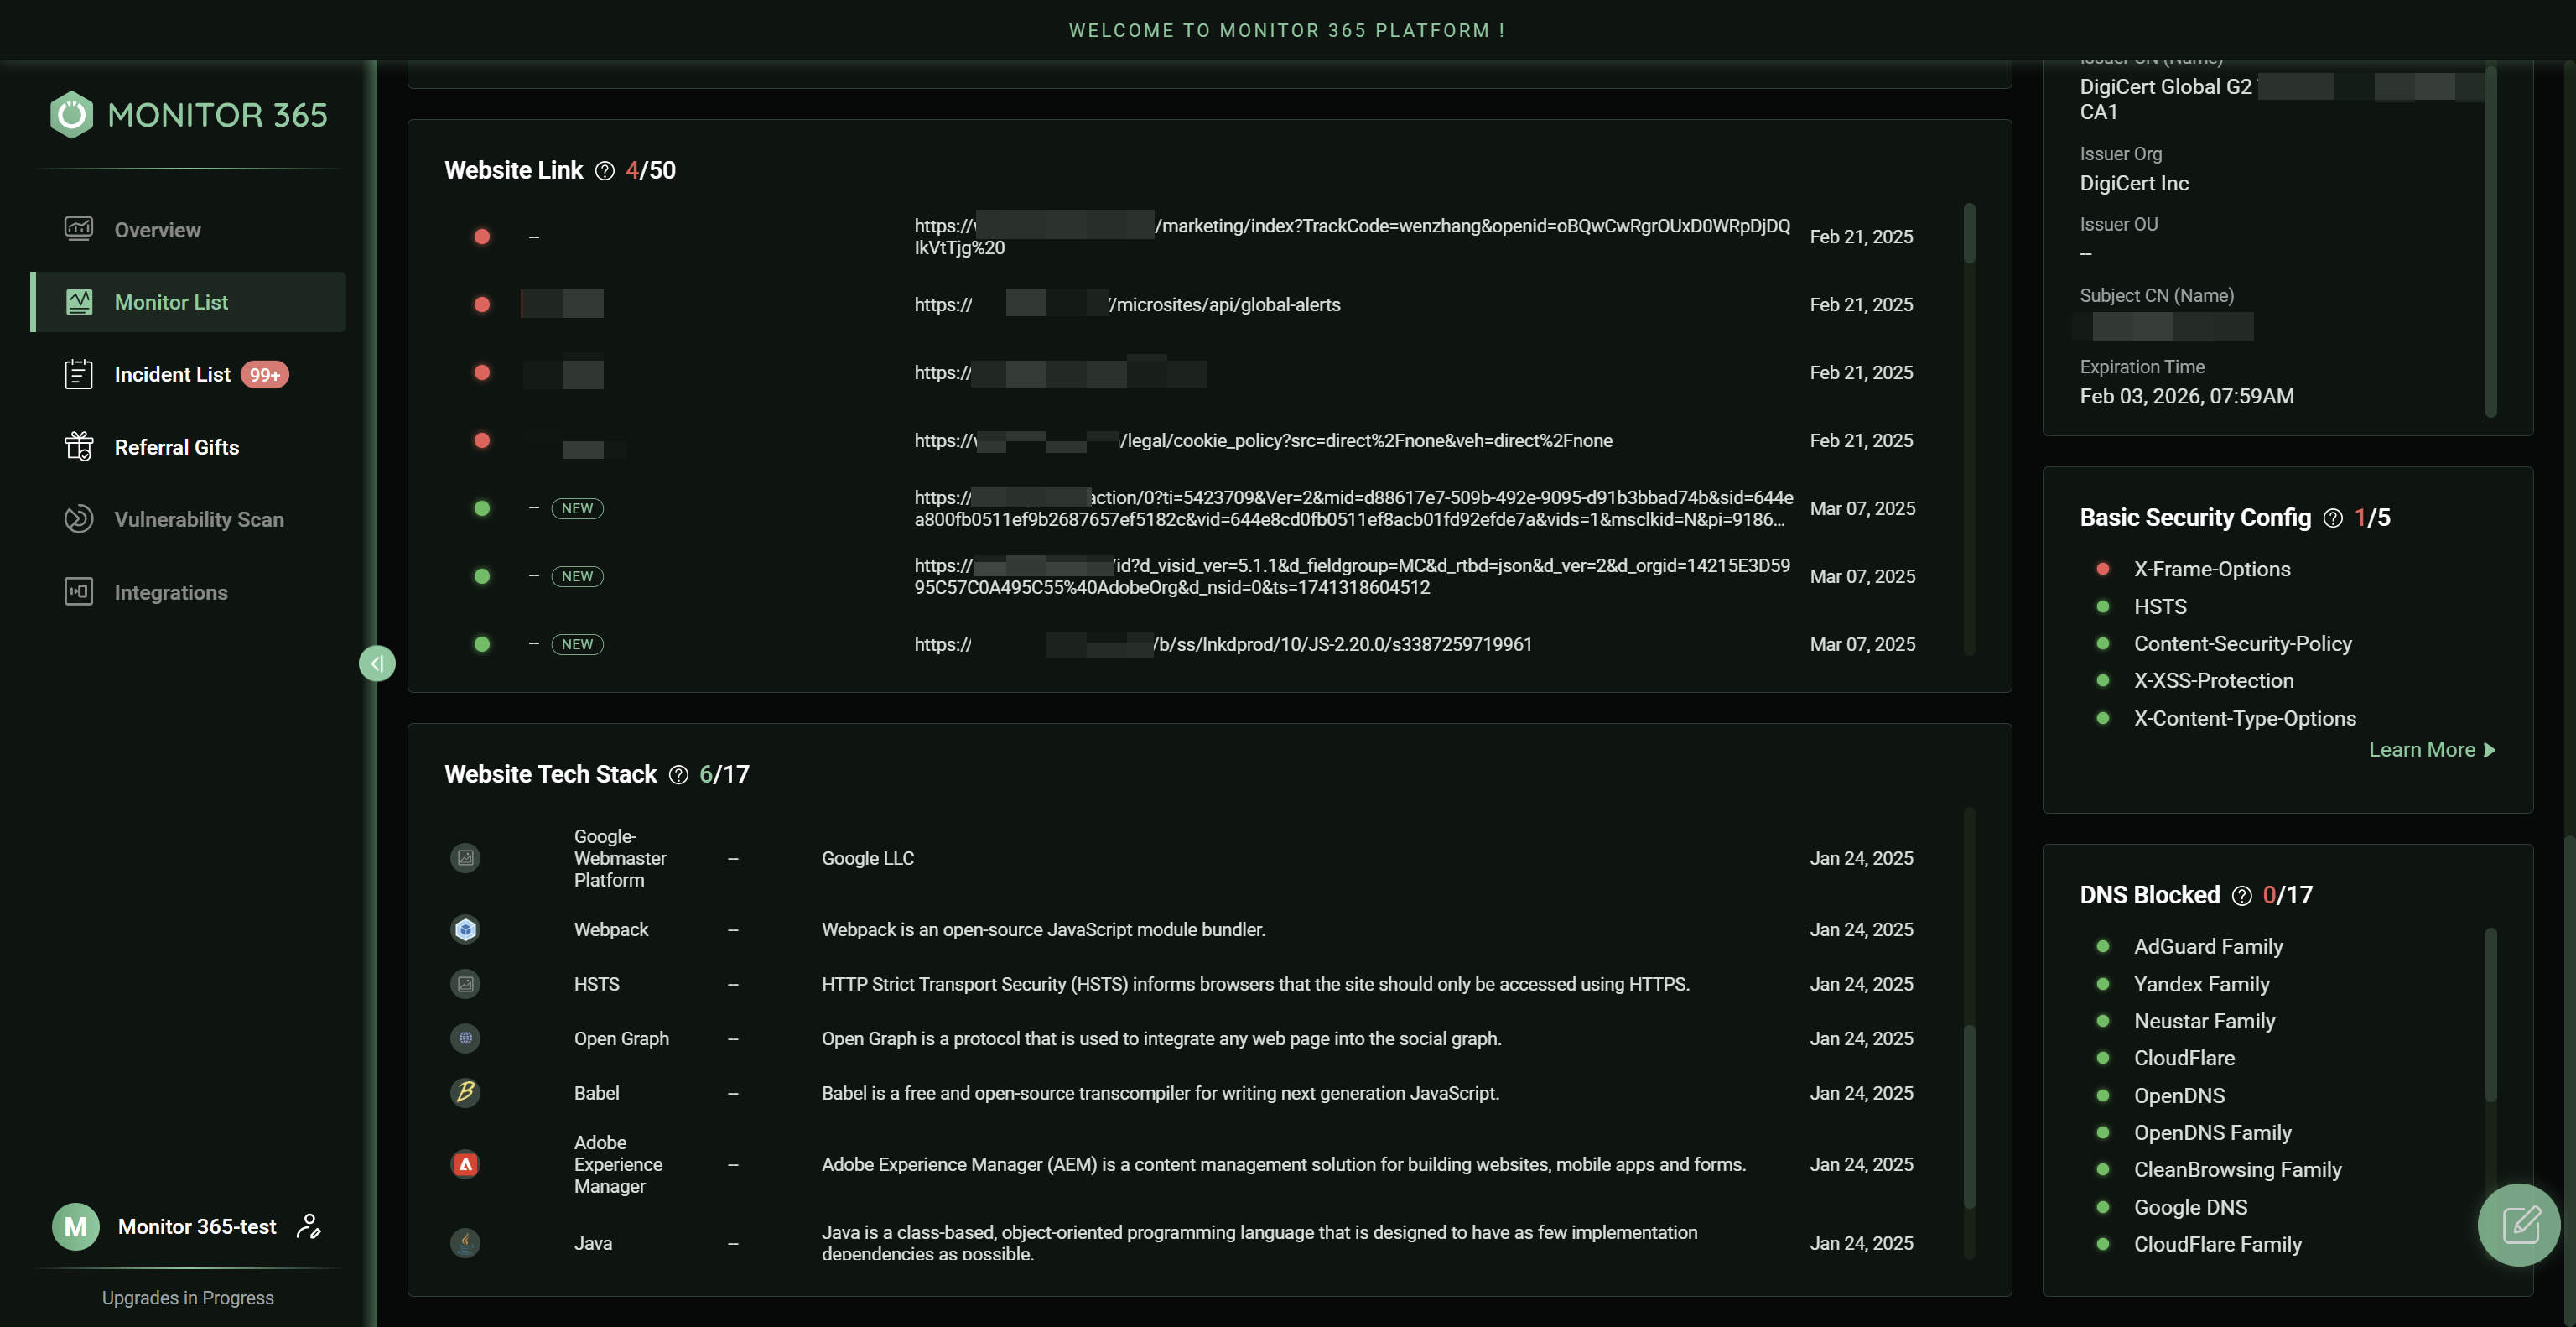 WELCOME TO MONITOR 365 PLATFORM !
MONITOR 365
Overview
Monitor List
Incident List 99+
Referral Gifts
Vulnerability Scan
Integrations
M Monitor 365-test
Upgrades in Progress
Website Link ? 4/50
-- https:// /marketing/index?TrackCode=wenzhang&openid=oBQwCwRgrOUxD0WRpDjDQ
IkVtTjg%20
Feb 21, 2025
https:// /microsites/api/global-alerts Feb 21, 2025
https:// Feb 21, 2025
https:// /legal/cookie_policy?src=direct%2Fnone&veh=direct%2Fnone Feb 21, 2025
-- NEW https:// action/0?ti=5423709&Ver=2&mid=d88617e7-509b-492e-9095-d91b3bbad74b&sid=644e
a800fb0511ef9b2687657ef5182c&vid=644e8cd0fb0511ef8acb01fd92efde7a&vids=1&msclkid=N&pi=9186...
Mar 07, 2025
-- NEW https:// /id?d_visid_ver=5.1.1&d_fieldgroup=MC&d_rtbd=json&d_ver=2&d_orgid=14215E3D59
95C57C0A495C55%40AdobeOrg&d_nsid=0&ts=1741318604512
Mar 07, 2025
-- NEW https:// /b/ss/lnkdprod/10/JS-2.20.0/s3387259719961 Mar 07, 2025
Website Tech Stack ? 6/17
Google-
Webmaster
Platform
-- Google LLC Jan 24, 2025
Webpack -- Webpack is an open-source JavaScript module bundler. Jan 24, 2025
HSTS -- HTTP Strict Transport Security (HSTS) informs browsers that the site should only be accessed using HTTPS. Jan 24, 2025
Open Graph -- Open Graph is a protocol that is used to integrate any web page into the social graph. Jan 24, 2025
Babel -- Babel is a free and open-source transcompiler for writing next generation JavaScript. Jan 24, 2025
Adobe
Experience
Manager
-- Adobe Experience Manager (AEM) is a content management solution for building websites, mobile apps and forms. Jan 24, 2025
Java -- Java is a class-based, object-oriented programming language that is designed to have as few implementation
dependencies as possible.
Jan 24, 2025
Issuer CN (Name)
DigiCert Global G2
CA1
Issuer Org
DigiCert Inc
Issuer OU
--
Subject CN (Name)
Expiration Time
Feb 03, 2026, 07:59AM
Basic Security Config ? 1/5
X-Frame-Options
HSTS
Content-Security-Policy
X-XSS-Protection
X-Content-Type-Options
Learn More
DNS Blocked ? 0/17
AdGuard Family
Yandex Family
Neustar Family
CloudFlare
OpenDNS
OpenDNS Family
CleanBrowsing Family
Google DNS
CloudFlare Family